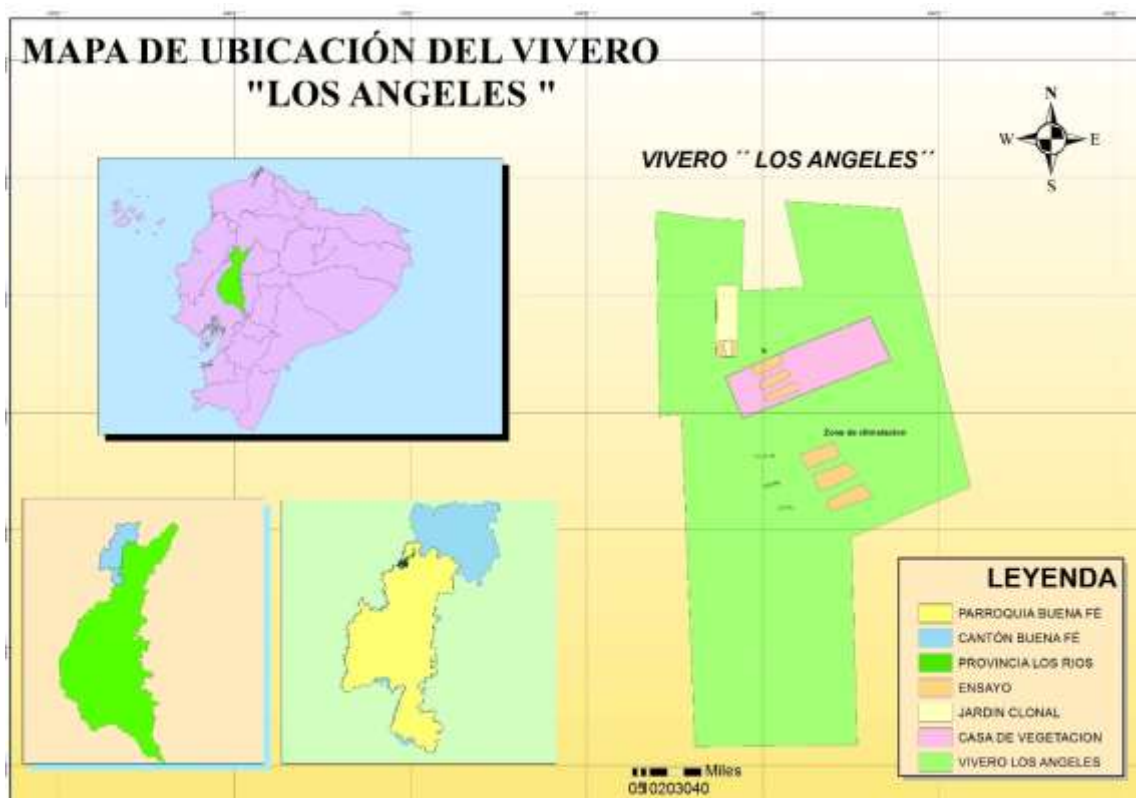 MAPA DE UBICACIÓN DEL VIVERO
"LOS ANGELES "
N
W
E
S
VIVERO ´´ LOS ANGELES´´
Zona de climatacion
LEYENDA
PARROQUIA BUENA FÉ
CANTÓN BUENA FÉ
PROVINCIA LOS RIOS
ENSAYO
JARDIN CLONAL
CASA DE VEGETACION
VIVERO LOS ANGELES
Miles